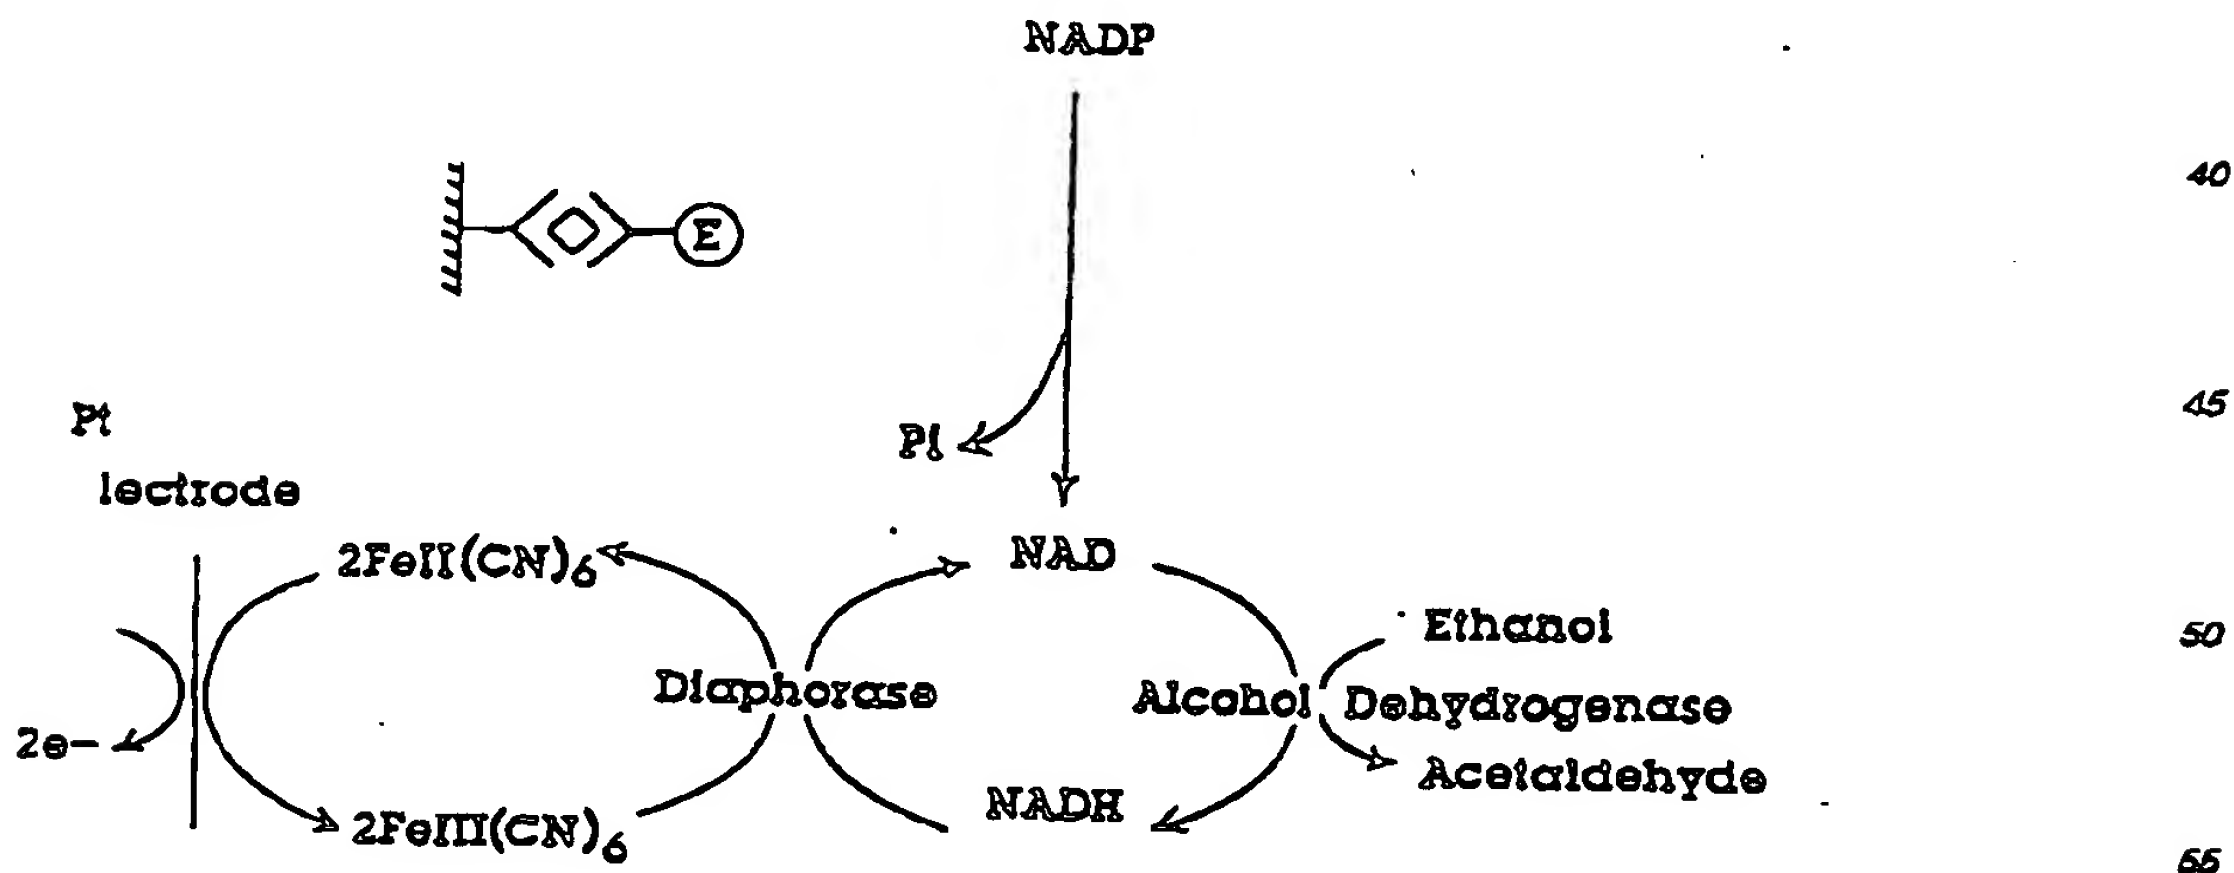 NADP
40
E
45
Pt
Pi
lectrode
2FeII(CN)6
NAD
Ethanol
50
Diaphorase
Alcohol Dehydrogenase
2e-
Acetaldehyde
NADH
2FeIII(CN)6
55